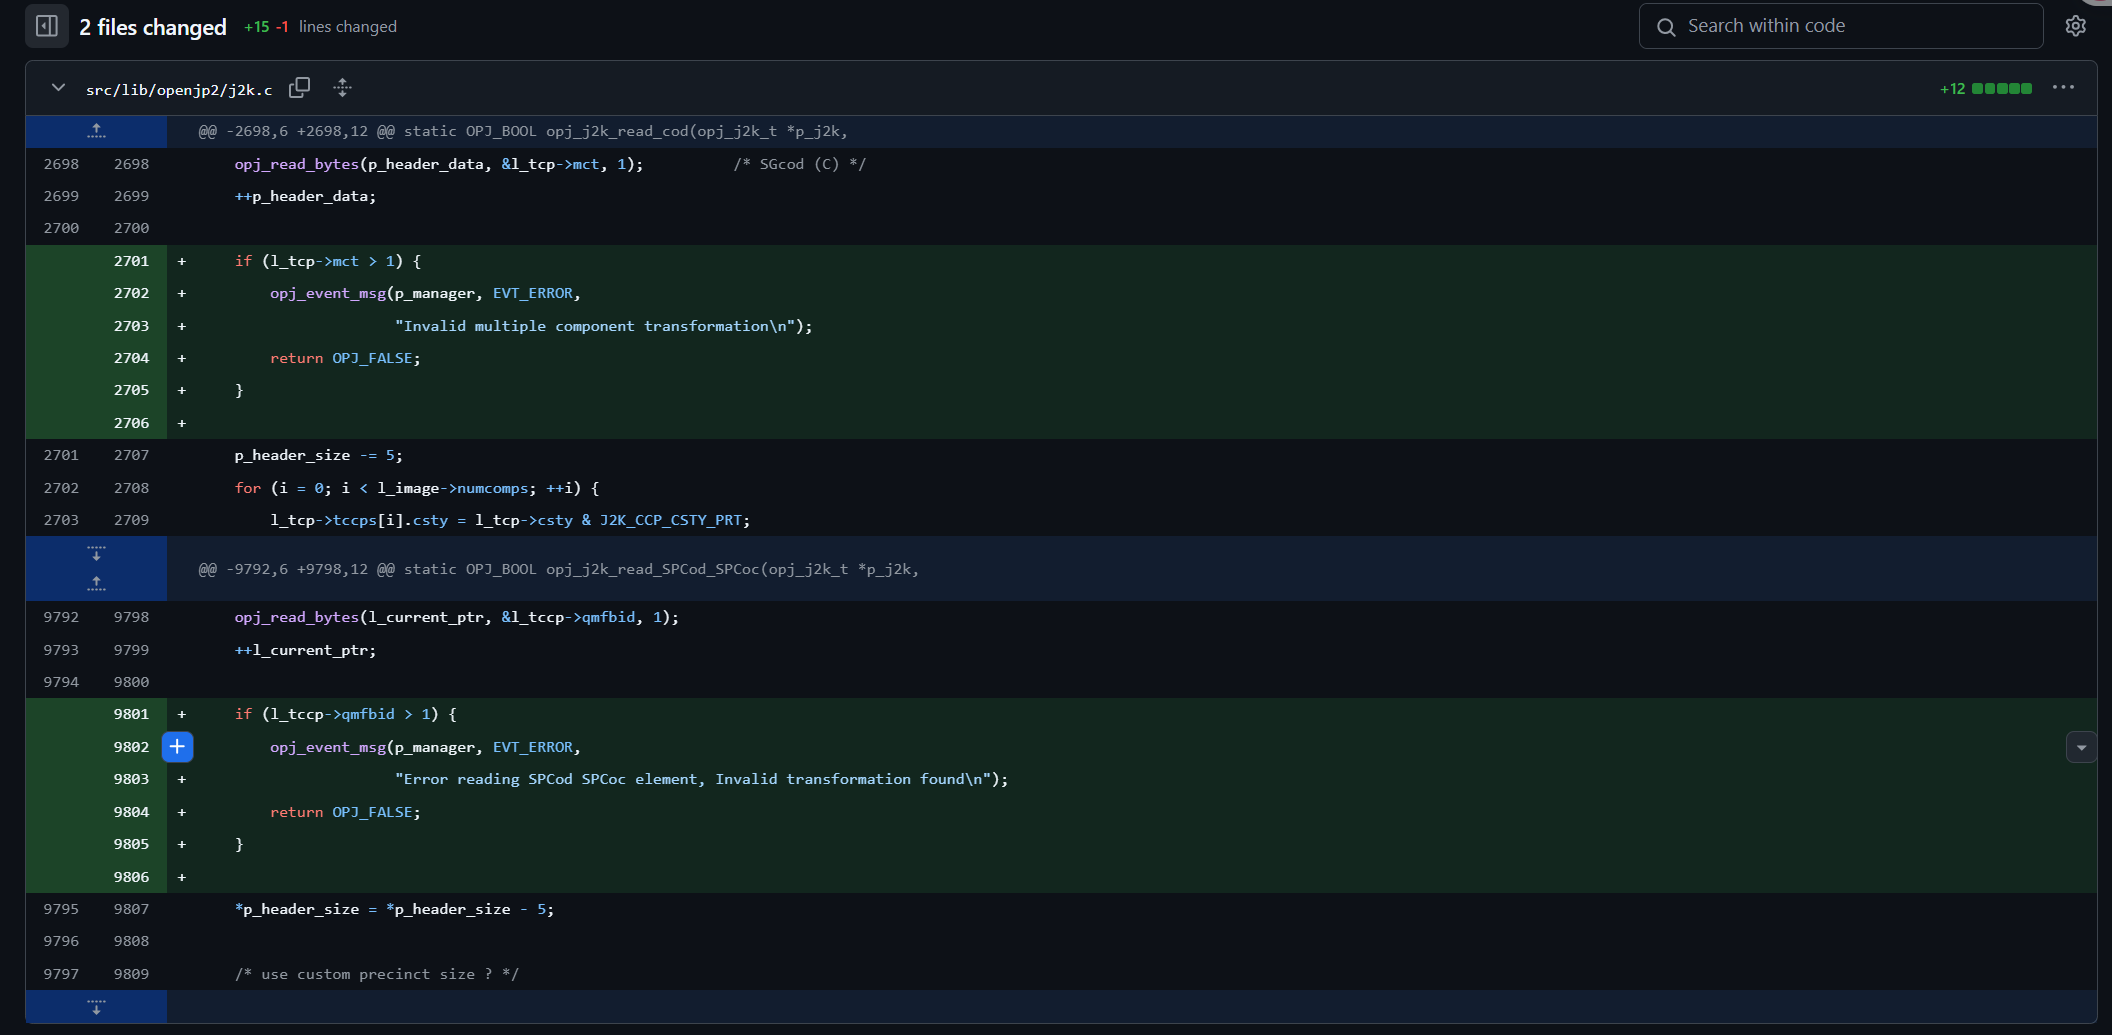 2 files changed +15 -1 lines changed
Search within code
src/lib/openjp2/j2k.c
+12
@@ -2698,6 +2698,12 @@ static OPJ_BOOL opj_j2k_read_cod(opj_j2k_t *p_j2k,
2698 2698 opj_read_bytes(p_header_data, &l_tcp->mct, 1); /* SGcod (C) */
2699 2699 ++p_header_data;
2700 2700
2701 + if (l_tcp->mct > 1) {
2702 + opj_event_msg(p_manager, EVT_ERROR,
2703 + "Invalid multiple component transformation\n");
2704 + return OPJ_FALSE;
2705 + }
2706 +
2701 2707 p_header_size -= 5;
2702 2708 for (i = 0; i < l_image->numcomps; ++i) {
2703 2709 l_tcp->tccps[i].csty = l_tcp->csty & J2K_CCP_CSTY_PRT;
@@ -9792,6 +9798,12 @@ static OPJ_BOOL opj_j2k_read_SPCod_SPCoc(opj_j2k_t *p_j2k,
9792 9798 opj_read_bytes(l_current_ptr, &l_tccp->qmfbid, 1);
9793 9799 ++l_current_ptr;
9794 9800
9801 + if (l_tccp->qmfbid > 1) {
9802 + opj_event_msg(p_manager, EVT_ERROR,
9803 + "Error reading SPCod SPCoc element, Invalid transformation found\n");
9804 + return OPJ_FALSE;
9805 + }
9806 +
9795 9807 *p_header_size = *p_header_size - 5;
9796 9808
9797 9809 /* use custom precinct size ? */